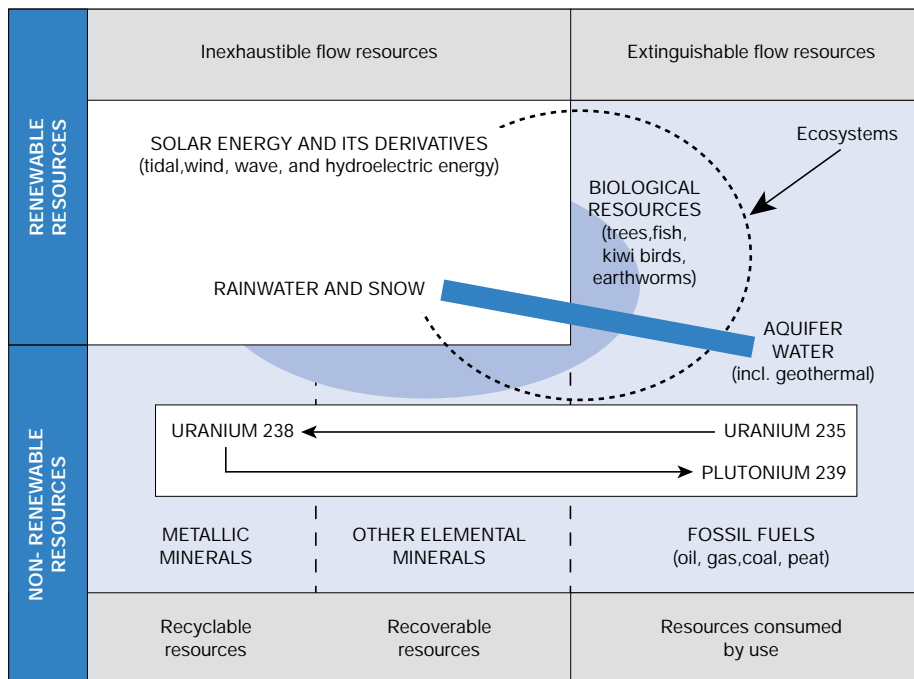 Inexhaustible flow resources
Extinguishable flow resources
RENEWABLE
RESOURCES
SOLAR ENERGY AND ITS DERIVATIVES
(tidal,wind, wave, and hydroelectric energy)
Ecosystems
BIOLOGICAL
RESOURCES
(trees,fish,
kiwi birds,
earthworms)
RAINWATER AND SNOW
AQUIFER
WATER
(incl. geothermal)
NON- RENEWABLE
RESOURCES
URANIUM 238
URANIUM 235
PLUTONIUM 239
METALLIC
MINERALS
OTHER ELEMENTAL
MINERALS
FOSSIL FUELS
(oil, gas,coal, peat)
Recyclable
resources
Recoverable
resources
Resources consumed
by use